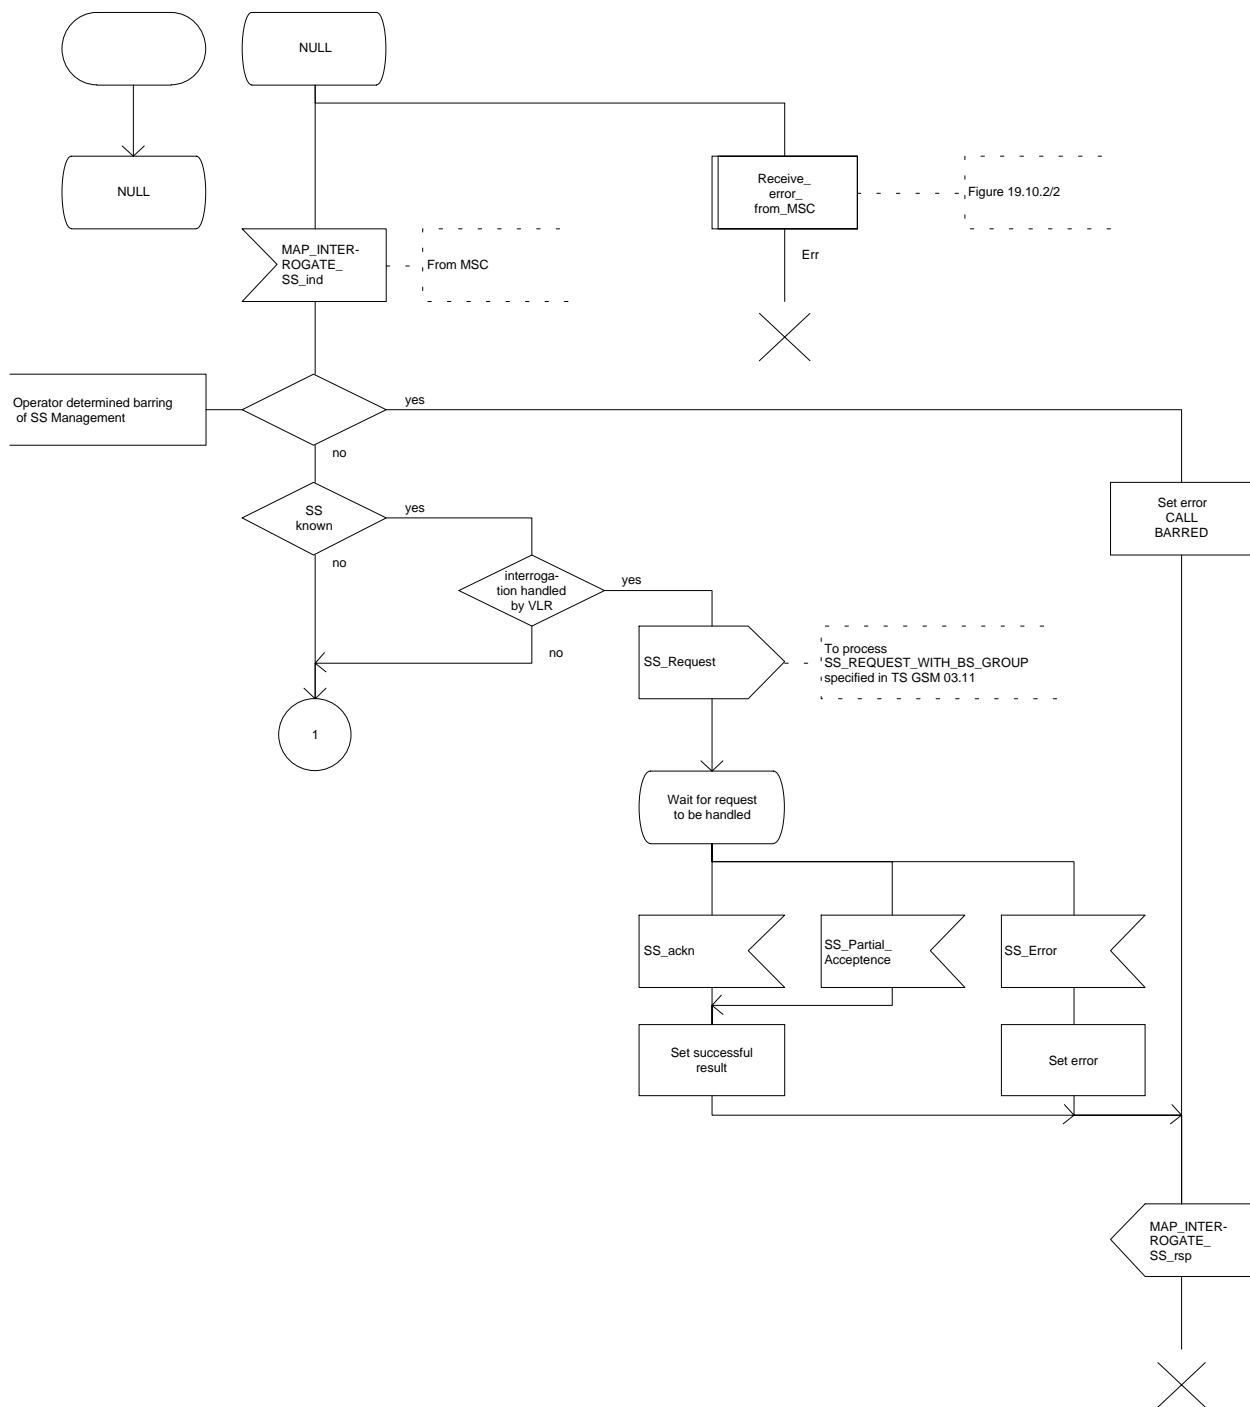 NULL
NULL
Receive_
error_
from_MSC
Figure 19.10.2/2
MAP_INTER-
ROGATE_
SS_ind
From MSC
Err
Operator determined barring
of SS Management
yes
no
SS
known
yes
no
Set error
CALL
BARRED
interroga-
tion handled
by VLR
yes
no
SS_Request
To process
SS_REQUEST_WITH_BS_GROUP
specified in TS GSM 03.11
1
Wait for request
to be handled
SS_ackn
SS_Partial_
Acceptence
SS_Error
Set successful
result
Set error
MAP_INTER-
ROGATE_
SS_rsp